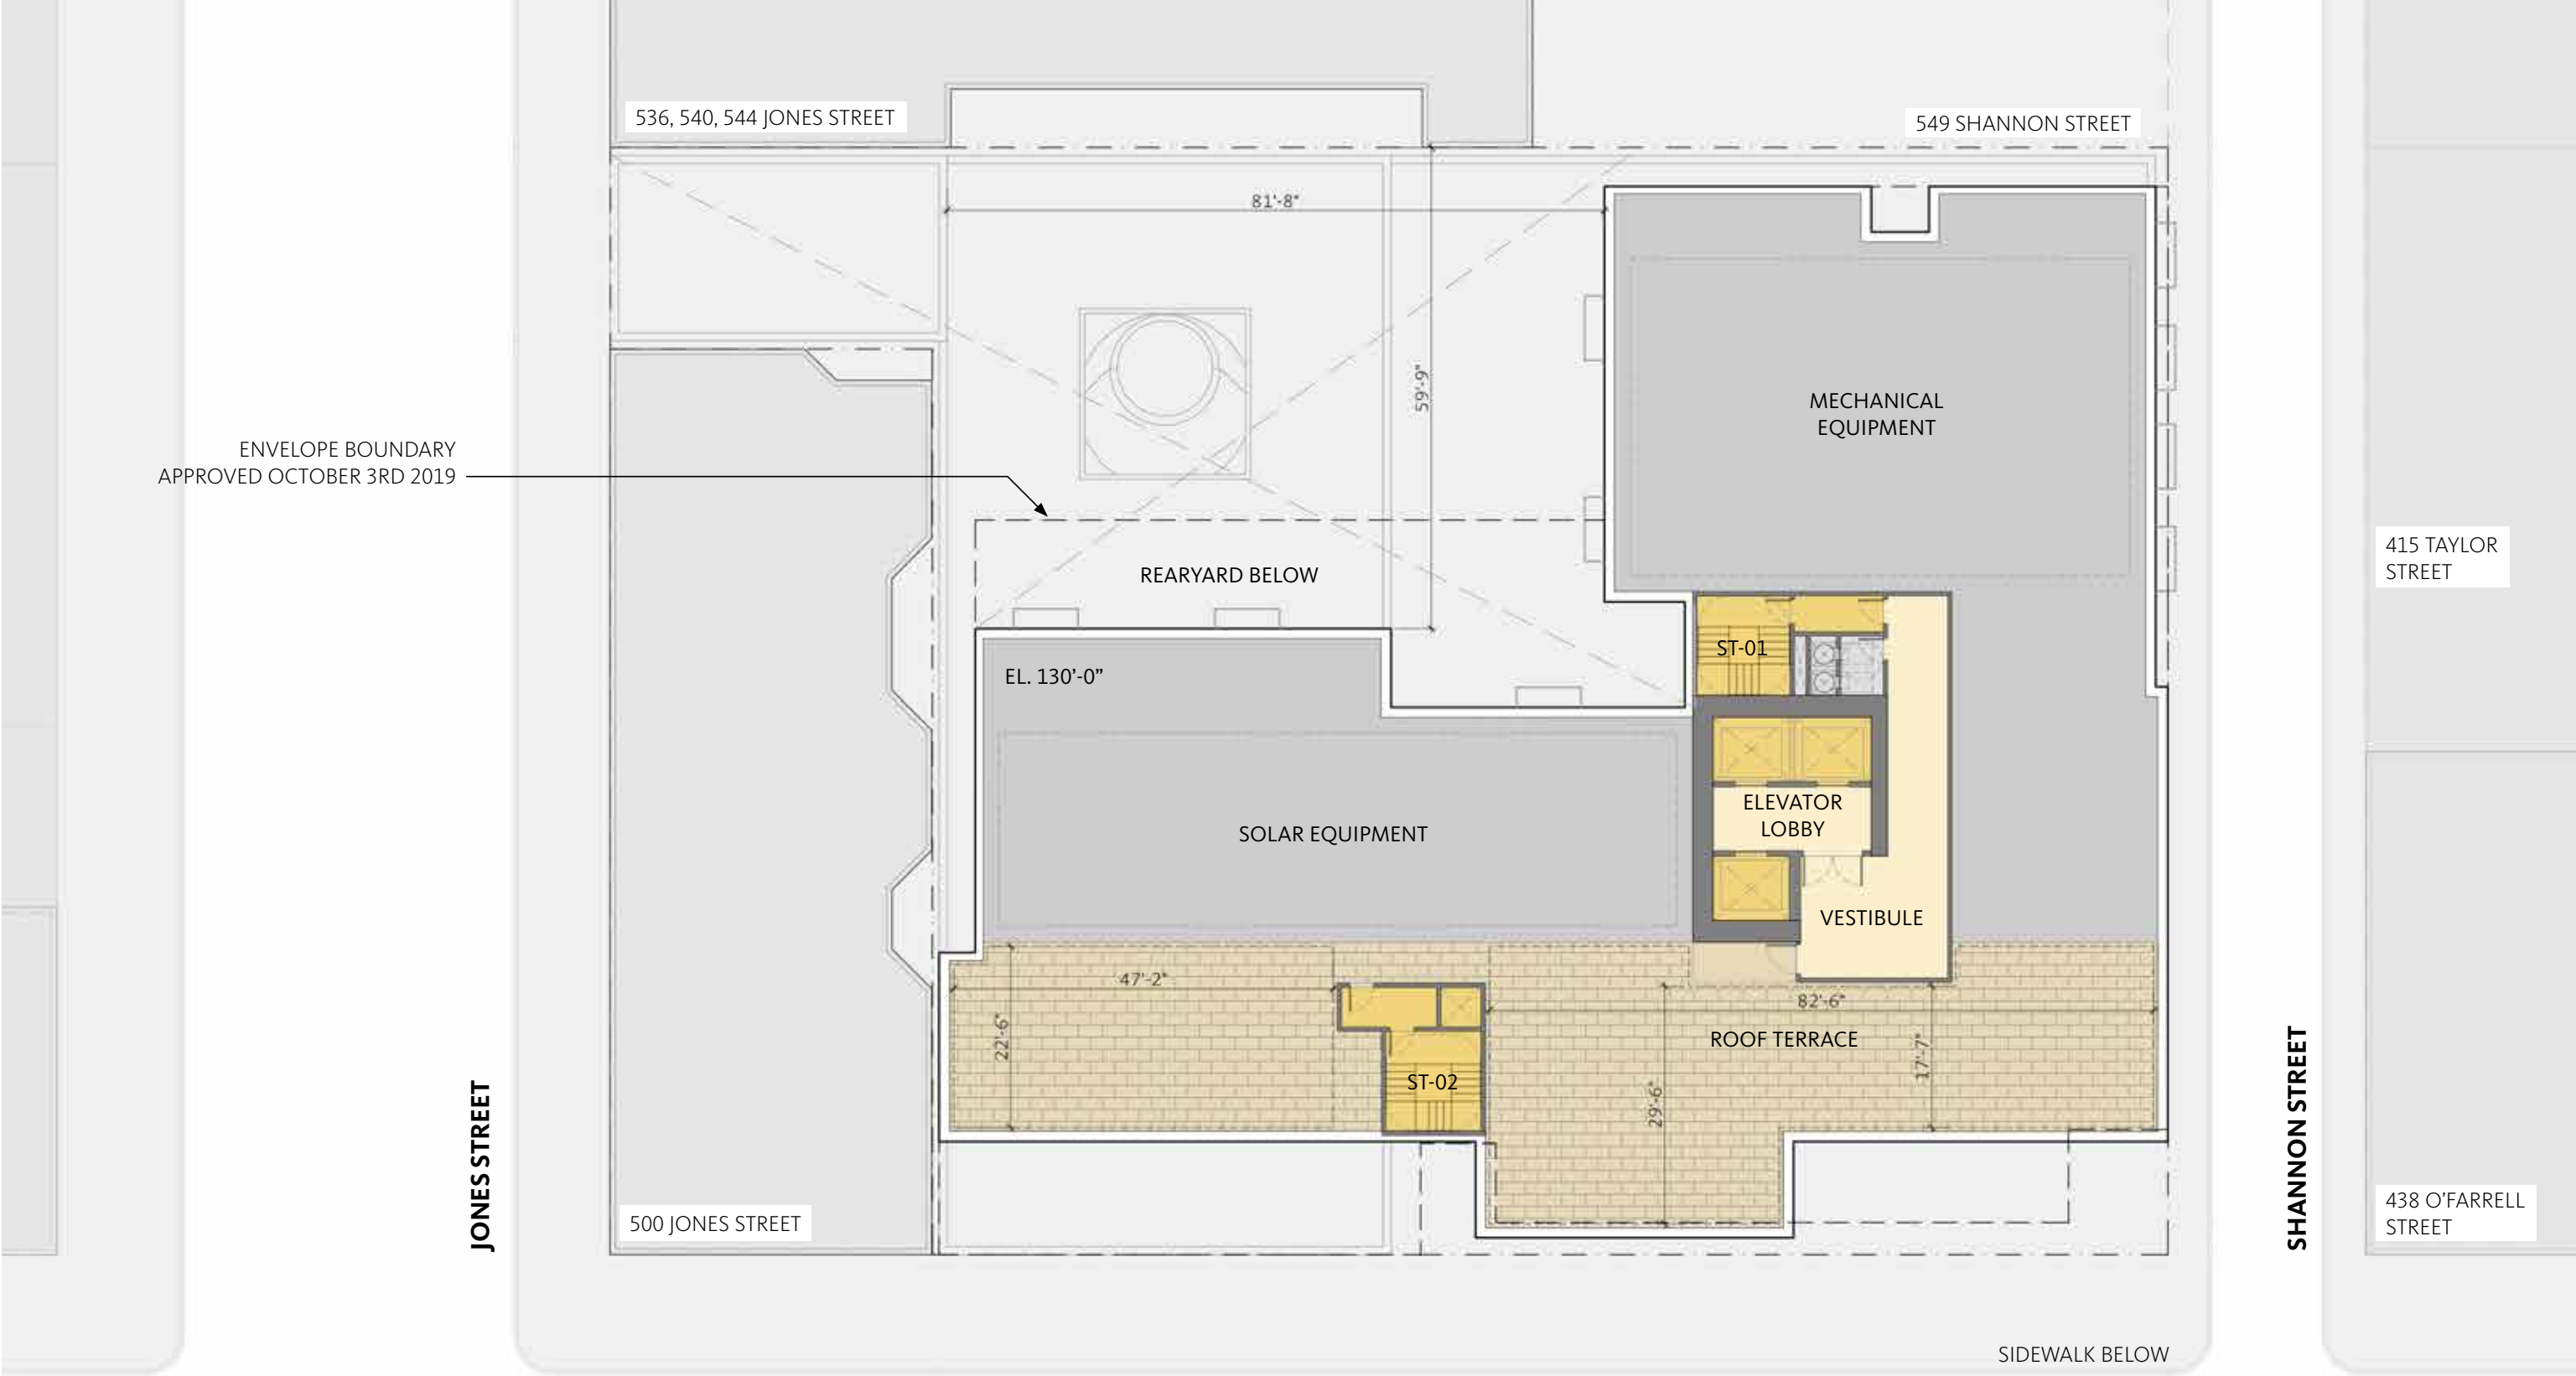 536, 540, 544 JONES STREET
549 SHANNON STREET
81'-8"
59'-9"
MECHANICAL
EQUIPMENT
ENVELOPE BOUNDARY
APPROVED OCTOBER 3RD 2019
415 TAYLOR
STREET
REARYARD BELOW
ST-01
EL. 130’-0”
ELEVATOR
LOBBY
SOLAR EQUIPMENT
VESTIBULE
47'-2"
82'-6"
22'-6"
ROOF TERRACE
17'-7"
ST-02
29'-6"
JONES STREET
SHANNON STREET
500 JONES STREET
438 O’FARRELL
STREET
SIDEWALK BELOW